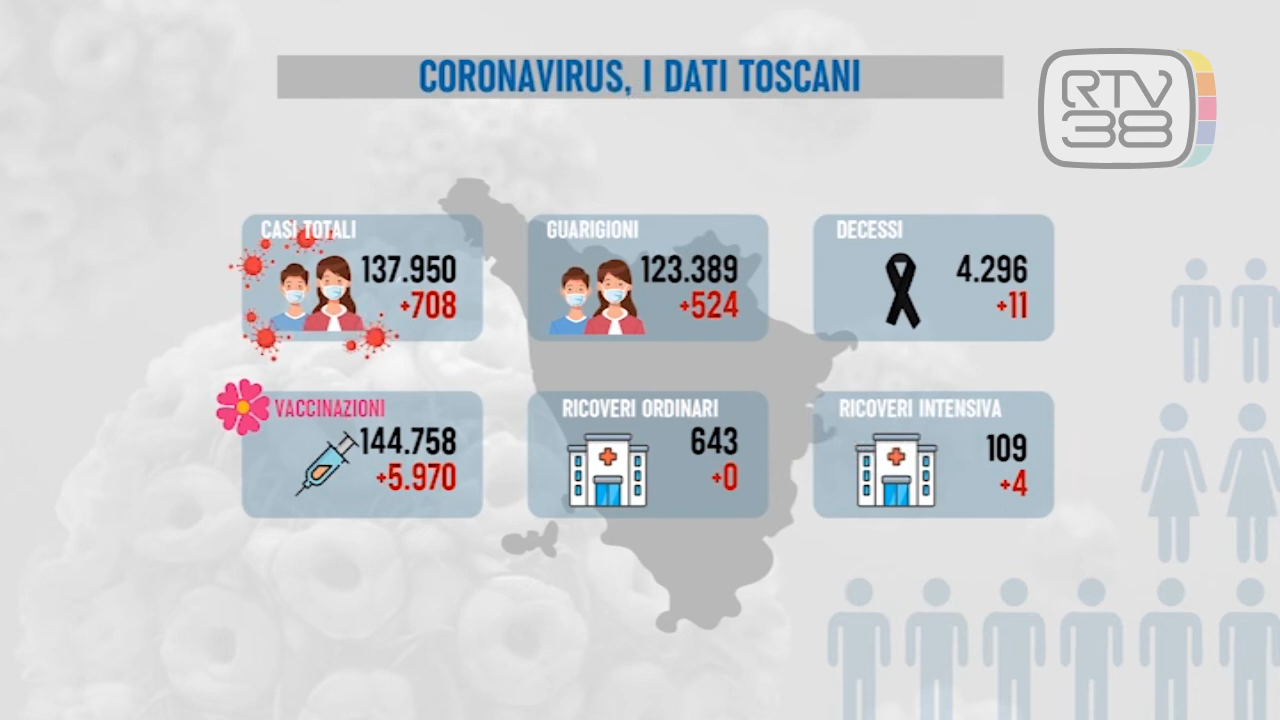 CORONAVIRUS, I DATI TOSCANI
RTV
38
CASI TOTALI
137.950
+708
GUARIGIONI
123.389
+524
DECESSI
4.296
+11
VACCINAZIONI
144.758
+5.970
RICOVERI ORDINARI
643
+0
RICOVERI INTENSIVA
109
+4